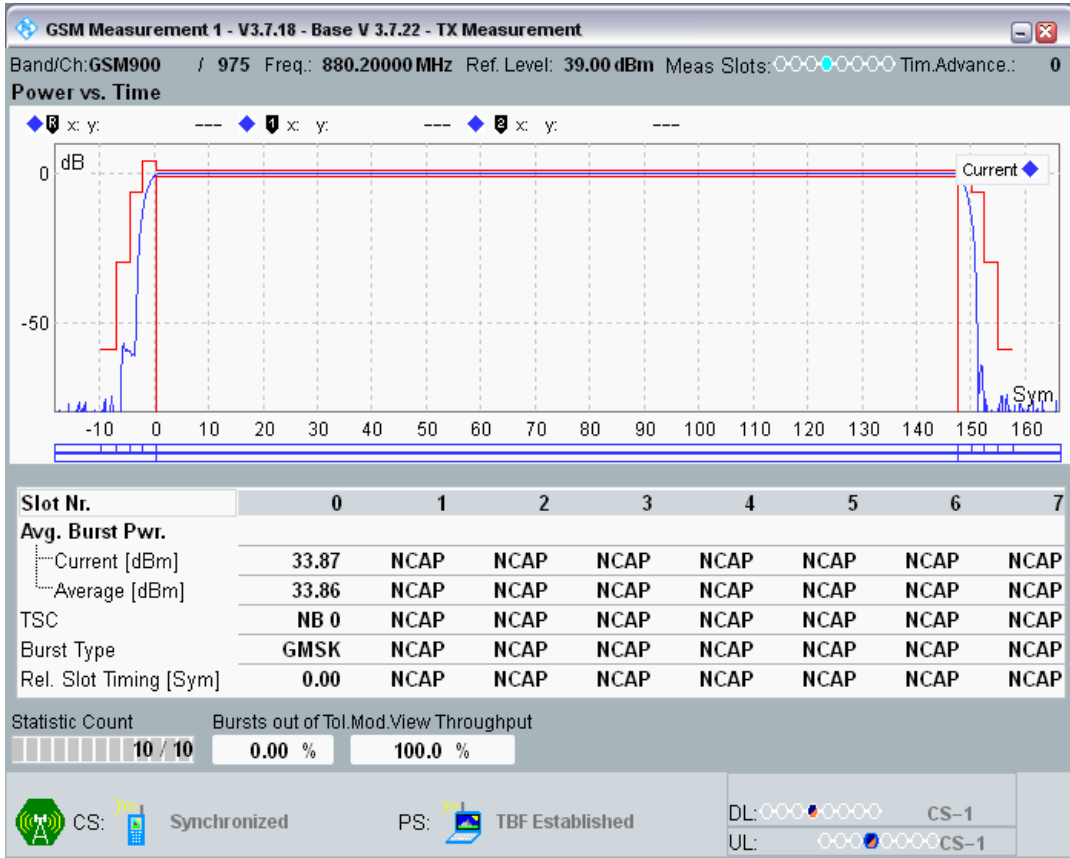 GSM Measurement 1 - V3.7.18 - Base V 3.7.22 - TX Measurement
Band/Ch:GSM900 / 975 Freq.: 880.20000 MHz Ref. Level: 39.00 dBm Meas Slots: Tim.Advance.: 0
Power vs. Time
R x: y: --- 1 x: y: --- 2 x: y: ---
dB
Current
0
-50
Sym
-10 0 10 20 30 40 50 60 70 80 90 100 110 120 130 140 150 160
Slot Nr. 0 1 2 3 4 5 6 7
Avg. Burst Pwr.
Current [dBm] 33.87 NCAP NCAP NCAP NCAP NCAP NCAP NCAP
Average [dBm] 33.86 NCAP NCAP NCAP NCAP NCAP NCAP NCAP
TSC NB 0 NCAP NCAP NCAP NCAP NCAP NCAP NCAP
Burst Type GMSK NCAP NCAP NCAP NCAP NCAP NCAP NCAP
Rel. Slot Timing [Sym] 0.00 NCAP NCAP NCAP NCAP NCAP NCAP NCAP
Statistic Count Bursts out of Tol.Mod.View Throughput
10 / 10 0.00 % 100.0 %
CS: Synchronized PS: TBF Established
DL: CS-1
UL: CS-1